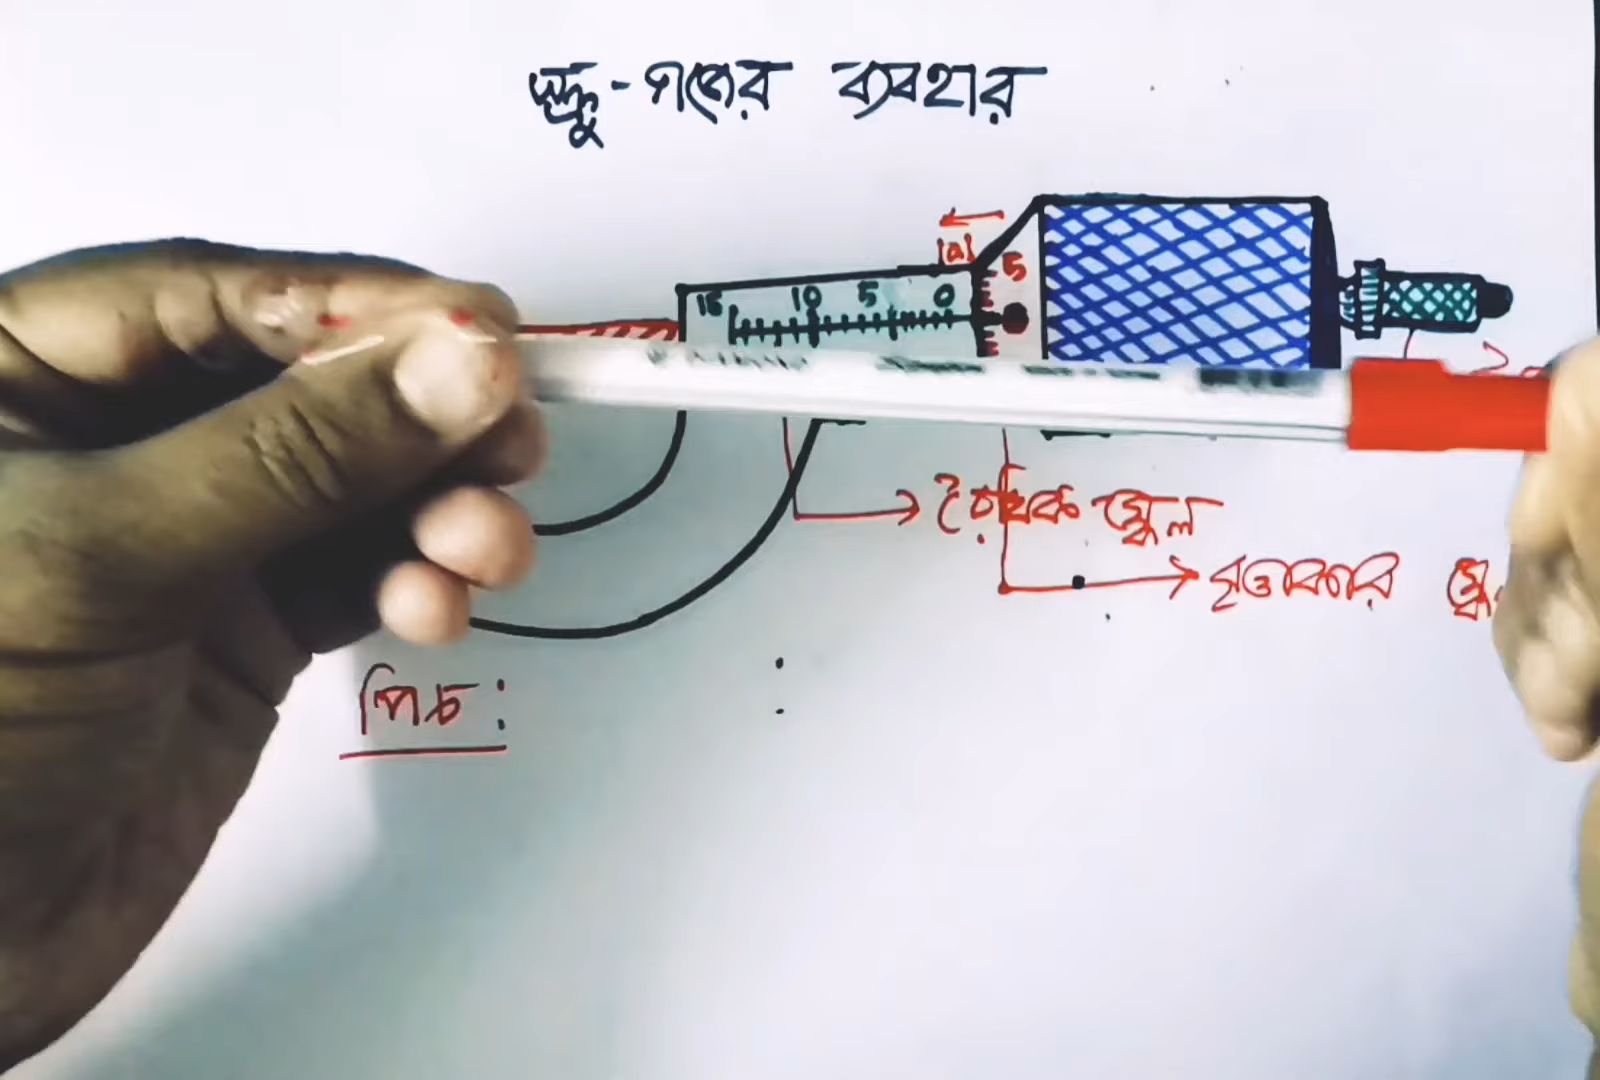 স্ক্রু-গজের ব্যবহার
|a|
5
15 10 5 0
রৈখিক স্কেল
বৃত্তাকার
পিচ: